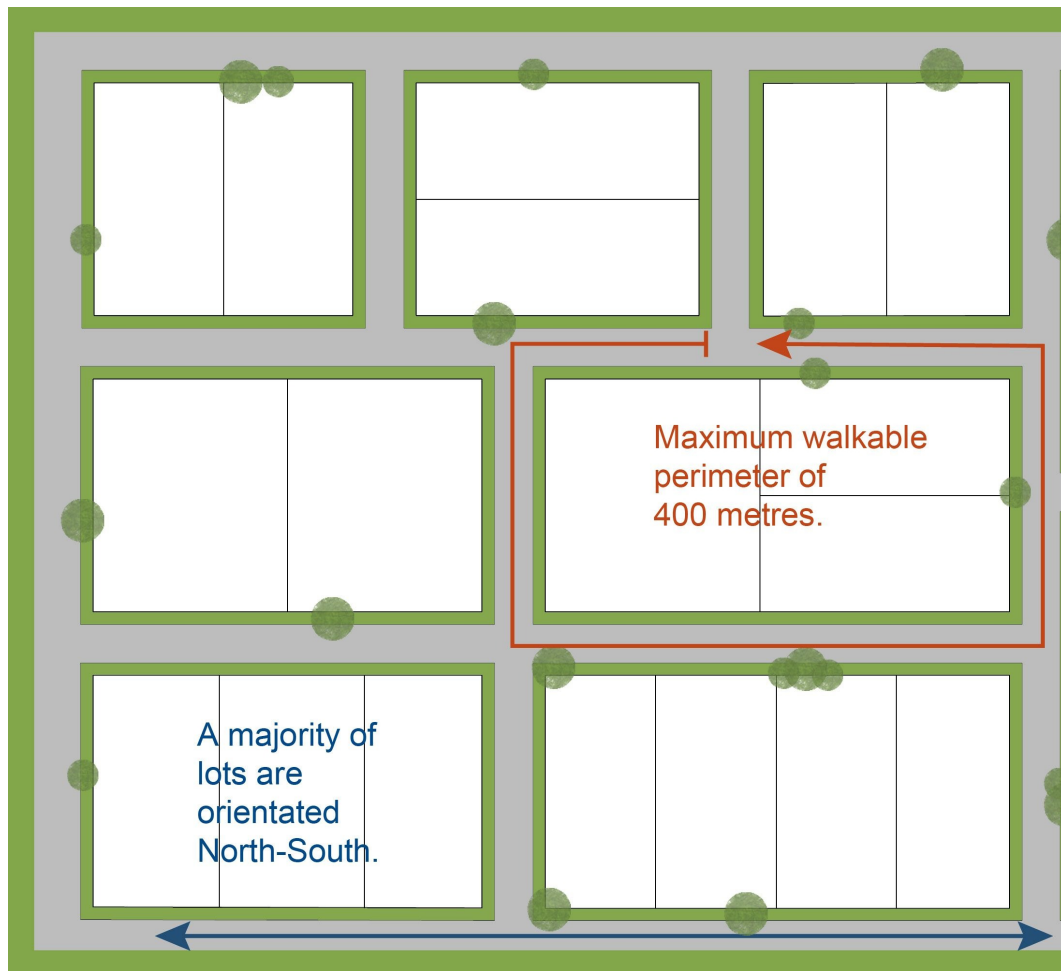 Maximum walkable
perimeter of
400 metres.
A majority of
lots are
orientated
North-South.